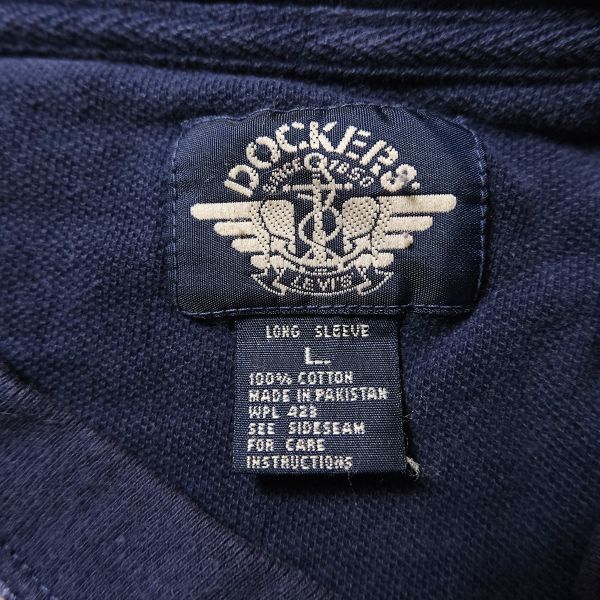 DOCKERS
SINCE 1850
LEVI'S
LONG SLEEVE
L
100% COTTON
MADE IN PAKISTAN
WPL 423
SEE SIDESEAM
FOR CARE
INSTRUCTIONS